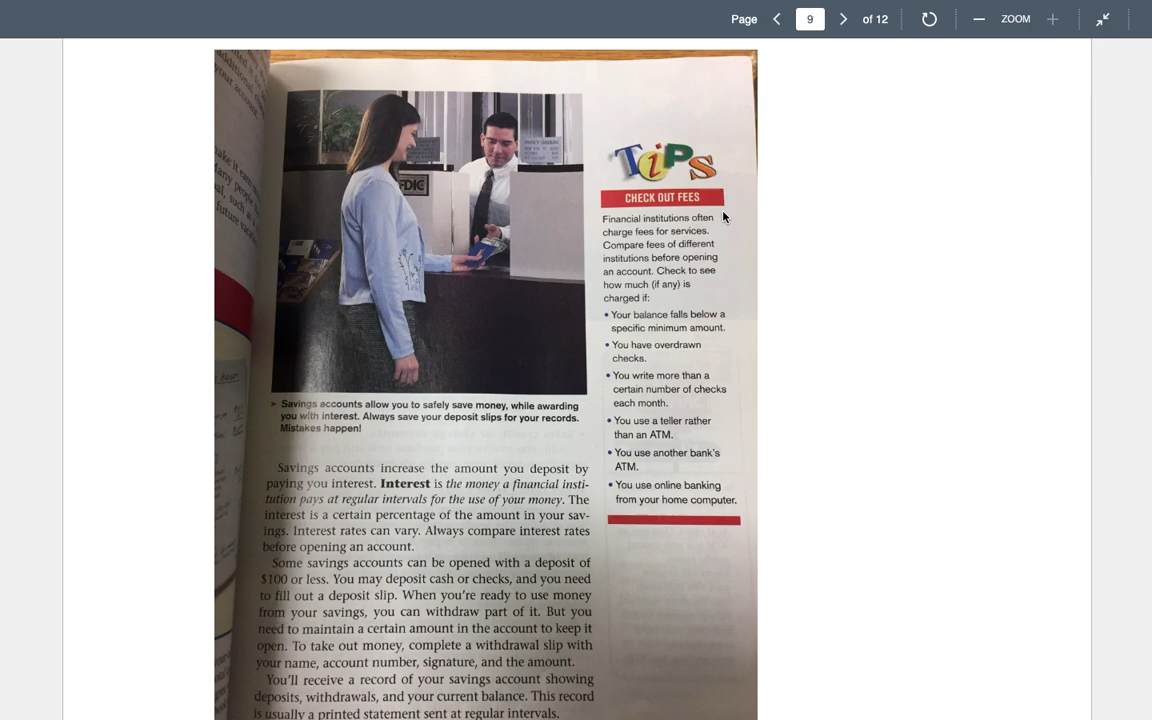 Page
9
of 12
ZOOM
additional
your account.
FDIC
MONEY ORDERS
TiPS
CHECK OUT FEES
Financial institutions often
charge fees for services.
Compare fees of different
institutions before opening
an account. Check to see
how much (if any) is
charged if:
• Your balance falls below a
specific minimum amount.
• You have overdrawn
checks.
• You write more than a
certain number of checks
each month.
• You use a teller rather
than an ATM.
• You use another bank's
ATM.
• You use online banking
from your home computer.
➤ Savings accounts allow you to safely save money, while awarding
you with interest. Always save your deposit slips for your records.
Mistakes happen!
Savings accounts increase the amount you deposit by
paying you interest. Interest is the money a financial insti-
tution pays at regular intervals for the use of your money. The
interest is a certain percentage of the amount in your sav-
ings. Interest rates can vary. Always compare interest rates
before opening an account.
Some savings accounts can be opened with a deposit of
$100 or less. You may deposit cash or checks, and you need
to fill out a deposit slip. When you're ready to use money
from your savings, you can withdraw part of it. But you
need to maintain a certain amount in the account to keep it
open. To take out money, complete a withdrawal slip with
your name, account number, signature, and the amount.
You'll receive a record of your savings account showing
deposits, withdrawals, and your current balance. This record
is usually a printed statement sent at regular intervals.